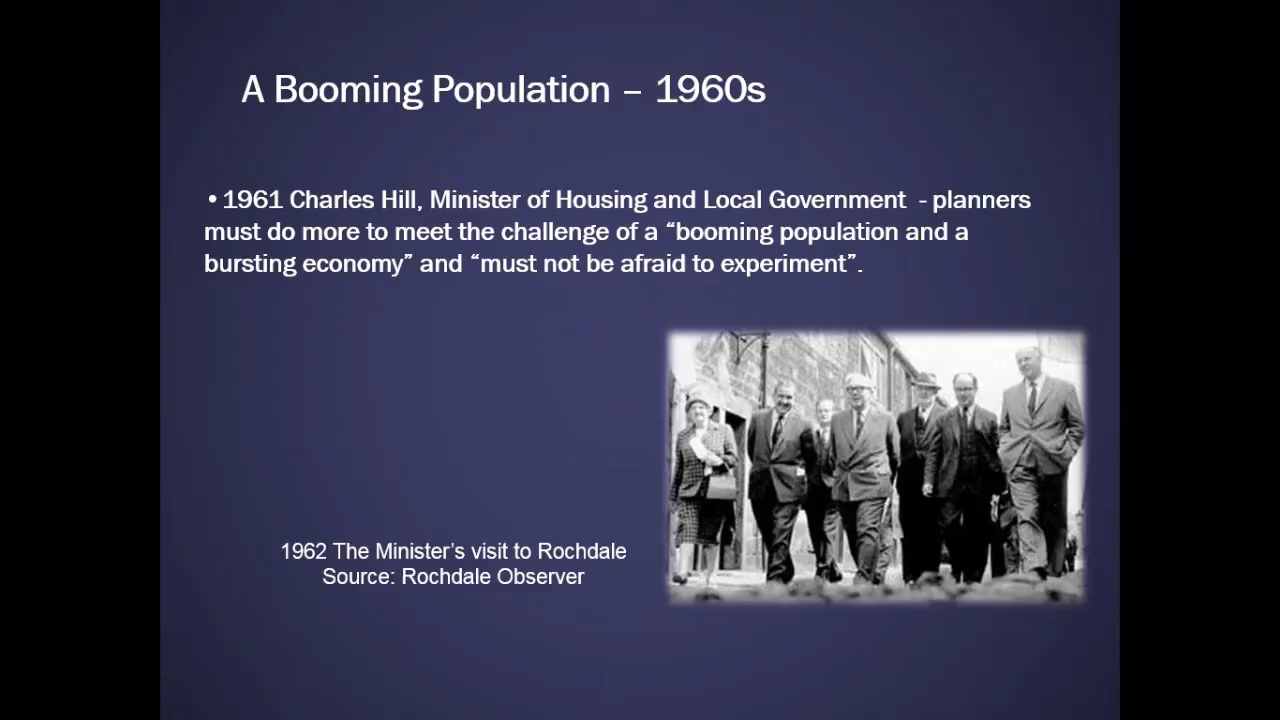 A Booming Population – 1960s
• 1961 Charles Hill, Minister of Housing and Local Government - planners
must do more to meet the challenge of a “booming population and a
bursting economy” and “must not be afraid to experiment”.
1962 The Minister’s visit to Rochdale
Source: Rochdale Observer